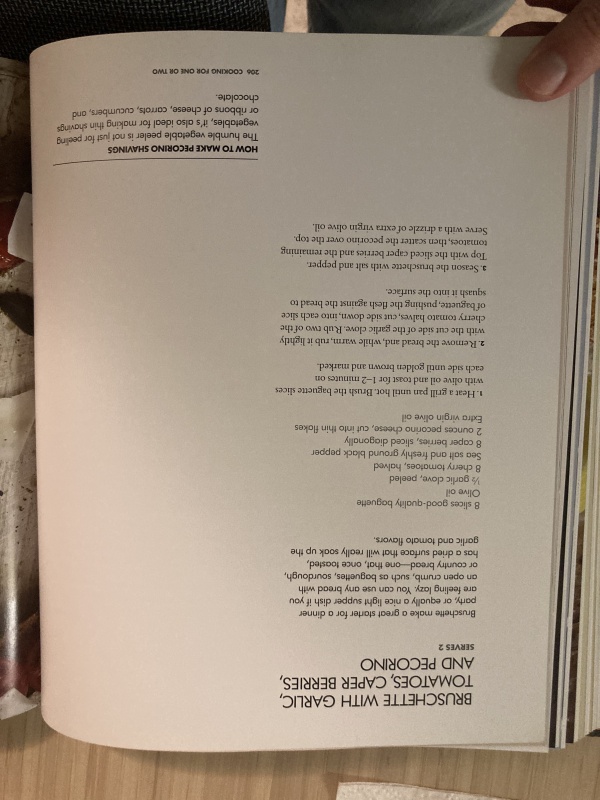 BRUSCHETTE WITH GARLIC,
TOMATOES, CAPER BERRIES,
AND PECORINO
SERVES 2
Bruschette make a great starter for a dinner
party, or equally a nice light supper dish if you
are feeling lazy. You can use any bread with
an open crumb, such as baguettes, sourdough,
or country bread—one that, once toasted,
has a dried surface that will really soak up the
garlic and tomato flavors.
8 slices good-quality baguette
Olive oil
½ garlic clove, peeled
8 cherry tomatoes, halved
Sea salt and freshly ground black pepper
8 caper berries, sliced diagonally
2 ounces pecorino cheese, cut into thin flakes
Extra virgin olive oil
1. Heat a grill pan until hot. Brush the baguette slices
with olive oil and toast for 1–2 minutes on
each side until golden brown and marked.
2. Remove the bread and, while warm, rub it lightly
with the cut side of the garlic clove. Rub two of the
cherry tomato halves, cut side down, into each slice
of baguette, pushing the flesh against the bread to
squash it into the surface.
3. Season the bruschette with salt and pepper.
Top with the sliced caper berries and the remaining
tomatoes, then scatter the pecorino over the top.
Serve with a drizzle of extra virgin olive oil.
HOW TO MAKE PECORINO SHAVINGS
The humble vegetable peeler is not just for peeling
vegetables, it's also ideal for making thin shavings
or ribbons of cheese, carrots, cucumbers, and
chocolate.
206 COOKING FOR ONE OR TWO